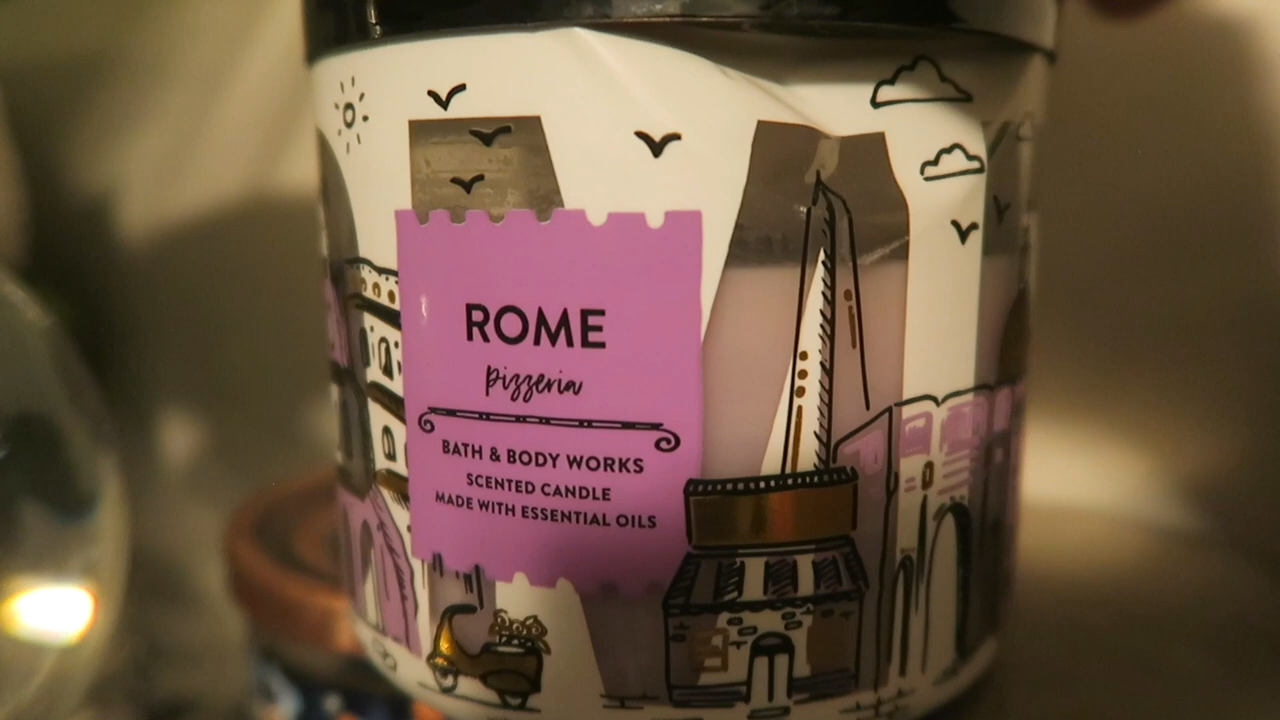 ROME
pizzeria
BATH & BODY WORKS
SCENTED CANDLE
MADE WITH ESSENTIAL OILS